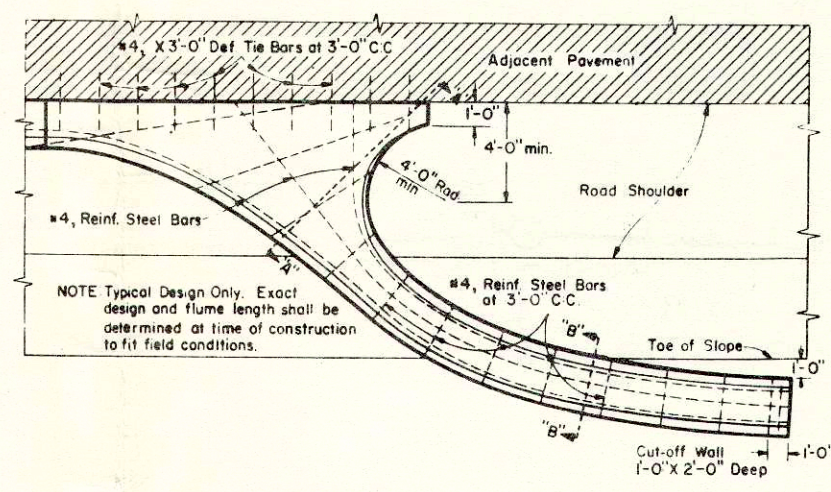 #4, X 3'-0" Def. Tie Bars at 3'-0" C.C.
Adjacent Pavement
1'-0"
4'-0" min.
4'-0" Rad.
min.
Road Shoulder
#4, Reinf. Steel Bars
"A"
#4, Reinf. Steel Bars
at 3'-0" C.C.
NOTE: Typical Design Only. Exact
design and flume length shall be
determined at time of construction
to fit field conditions.
"B"
Toe of Slope
1'-0"
"B"
Cut-off Wall
1'-0" X 2'-0" Deep
1'-0"